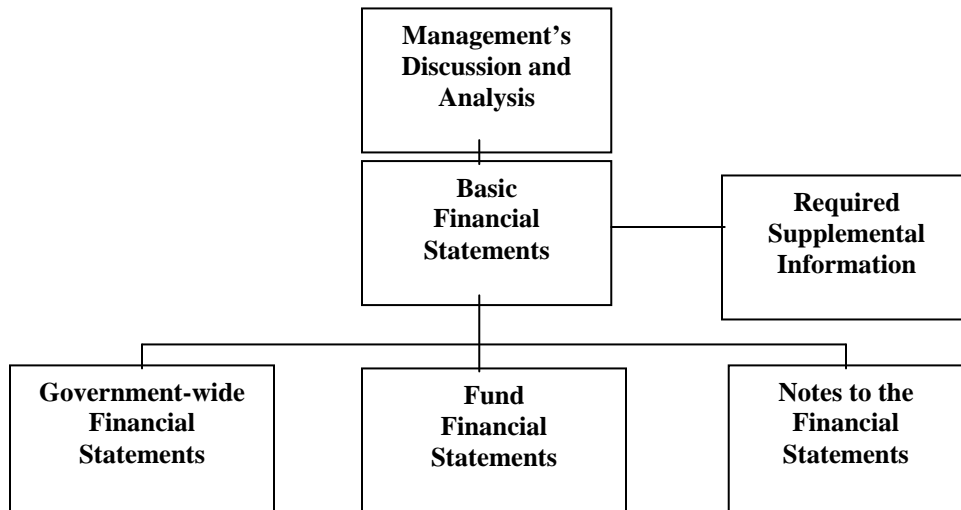 Management’s
Discussion and
Analysis
Basic
Financial
Statements
Required
Supplemental
Information
Government-wide
Financial
Statements
Fund
Financial
Statements
Notes to the
Financial
Statements